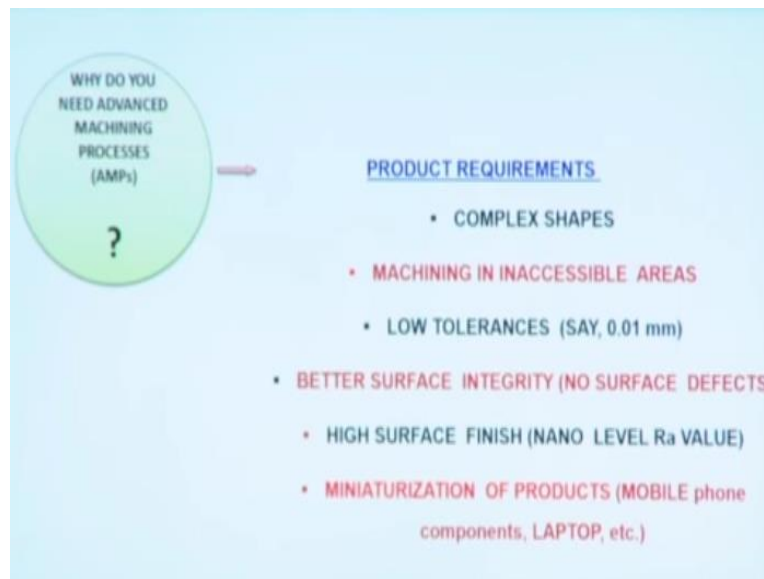 WHY DO YOU
NEED ADVANCED
MACHINING
PROCESSES
(AMPs)
?
PRODUCT REQUIREMENTS
• COMPLEX SHAPES
• MACHINING IN INACCESSIBLE AREAS
• LOW TOLERANCES (SAY, 0.01 mm)
• BETTER SURFACE INTEGRITY (NO SURFACE DEFECTS
• HIGH SURFACE FINISH (NANO LEVEL Ra VALUE)
• MINIATURIZATION OF PRODUCTS (MOBILE phone
components, LAPTOP, etc.)